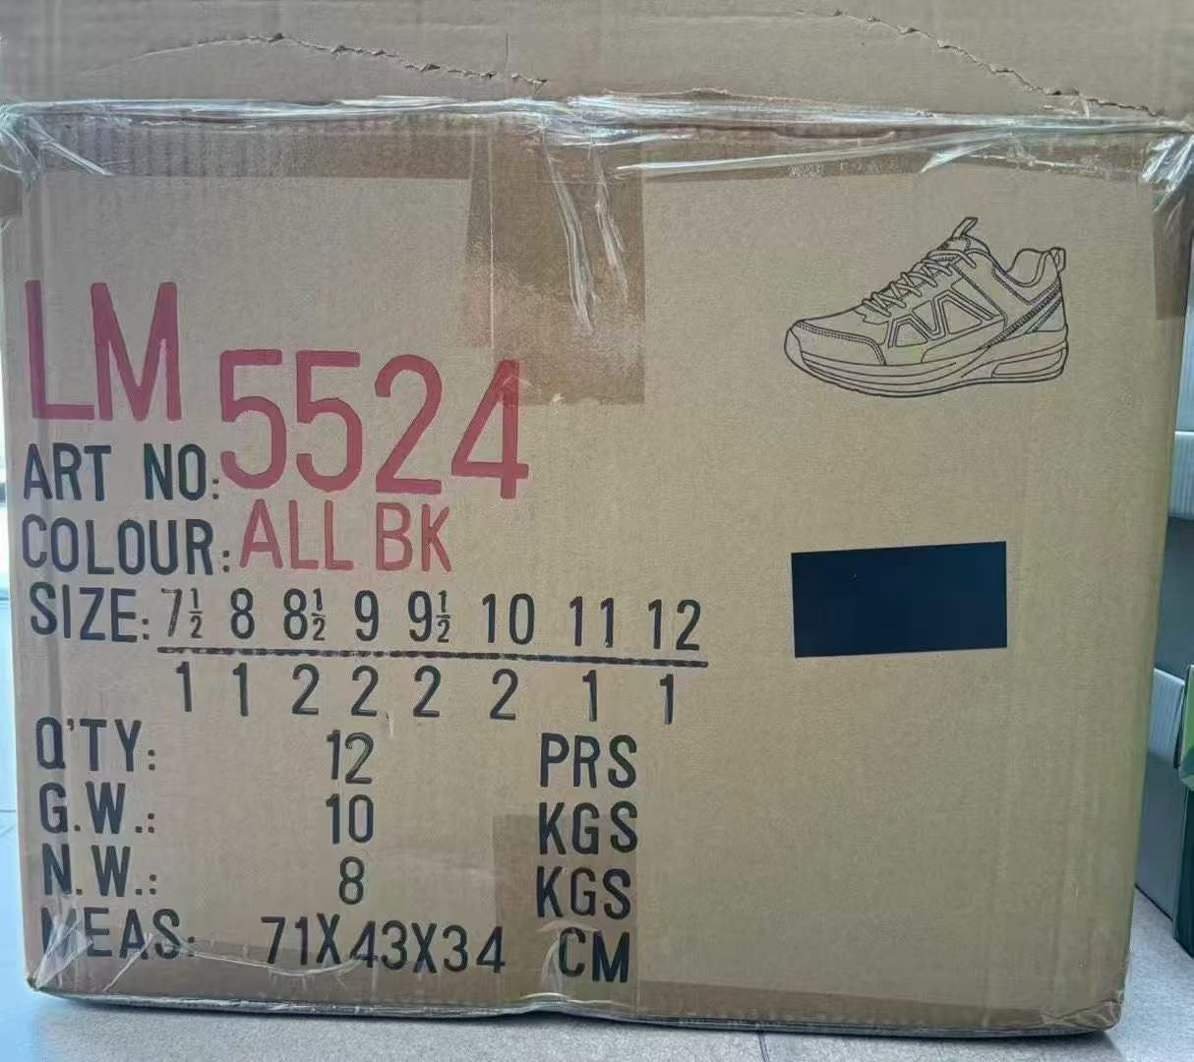 LM 5524
ART NO:
COLOUR: ALL BK
SIZE: 7½ 8 8½ 9 9½ 10 11 12
1 1 2 2 2 2 1 1
Q'TY: 12 PRS
G.W.: 10 KGS
N.W.: 8 KGS
MEAS: 71X43X34 CM